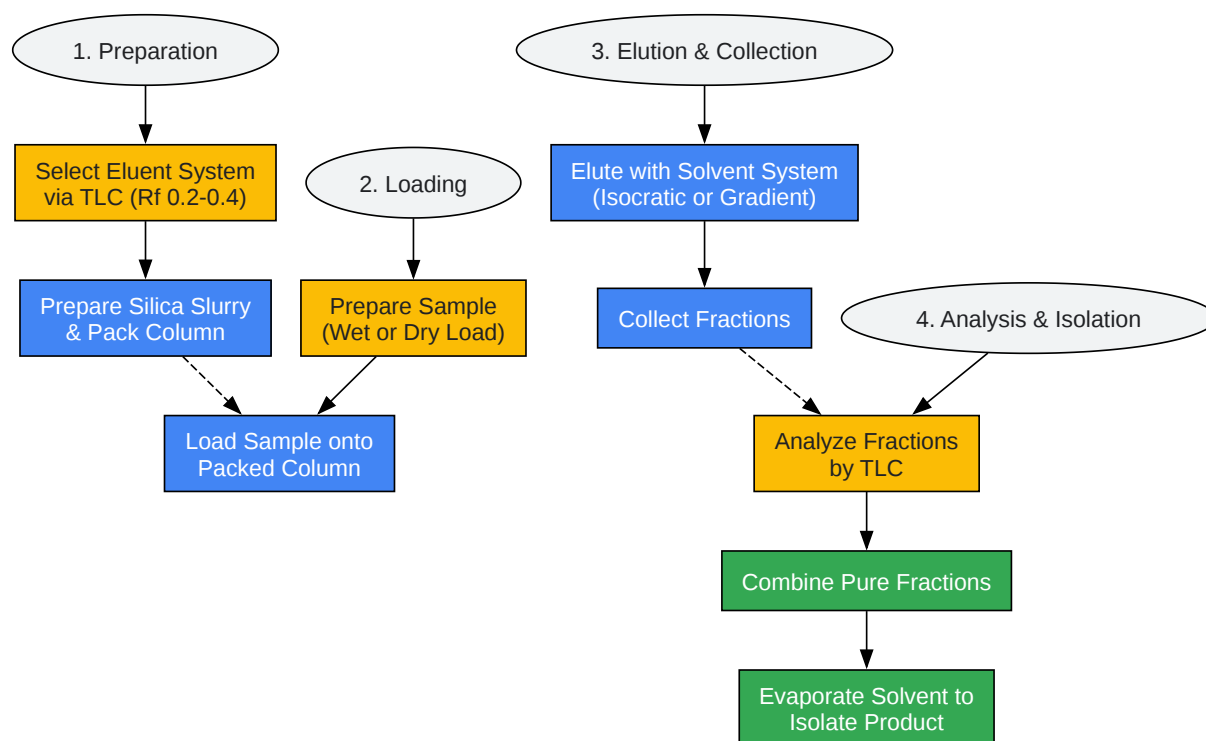 1. Preparation
Select Eluent System
via TLC (Rf 0.2-0.4)
Prepare Silica Slurry
& Pack Column
2. Loading
Prepare Sample
(Wet or Dry Load)
Load Sample onto
Packed Column
3. Elution & Collection
Elute with Solvent System
(Isocratic or Gradient)
Collect Fractions
4. Analysis & Isolation
Analyze Fractions
by TLC
Combine Pure Fractions
Evaporate Solvent to
Isolate Product